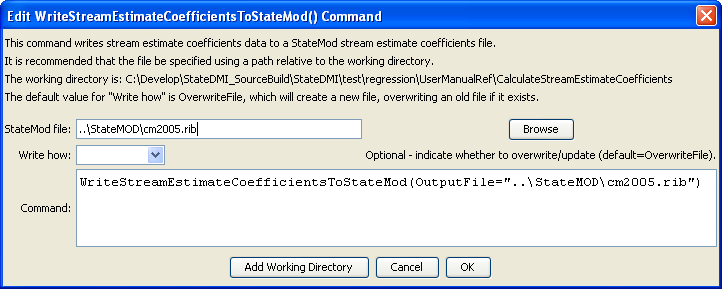 Edit WriteStreamEstimateCoefficientsToStateMod() Command
This command writes stream estimate coefficients data to a StateMod stream estimate coefficients file.
It is recommended that the file be specified using a path relative to the working directory.
The working directory is: C:\Develop\StateDMI_SourceBuild\StateDMI\test\regression\UserManualRef\CalculateStreamEstimateCoefficients
The default value for "Write how" is OverwriteFile, which will create a new file, overwriting an old file if it exists.
StateMod file: ..\StateMOD\cm2005.rib Browse
Write how: Optional - indicate whether to overwrite/update (default=OverwriteFile).
Command: WriteStreamEstimateCoefficientsToStateMod(OutputFile="..\StateMOD\cm2005.rib")
Add Working Directory Cancel OK